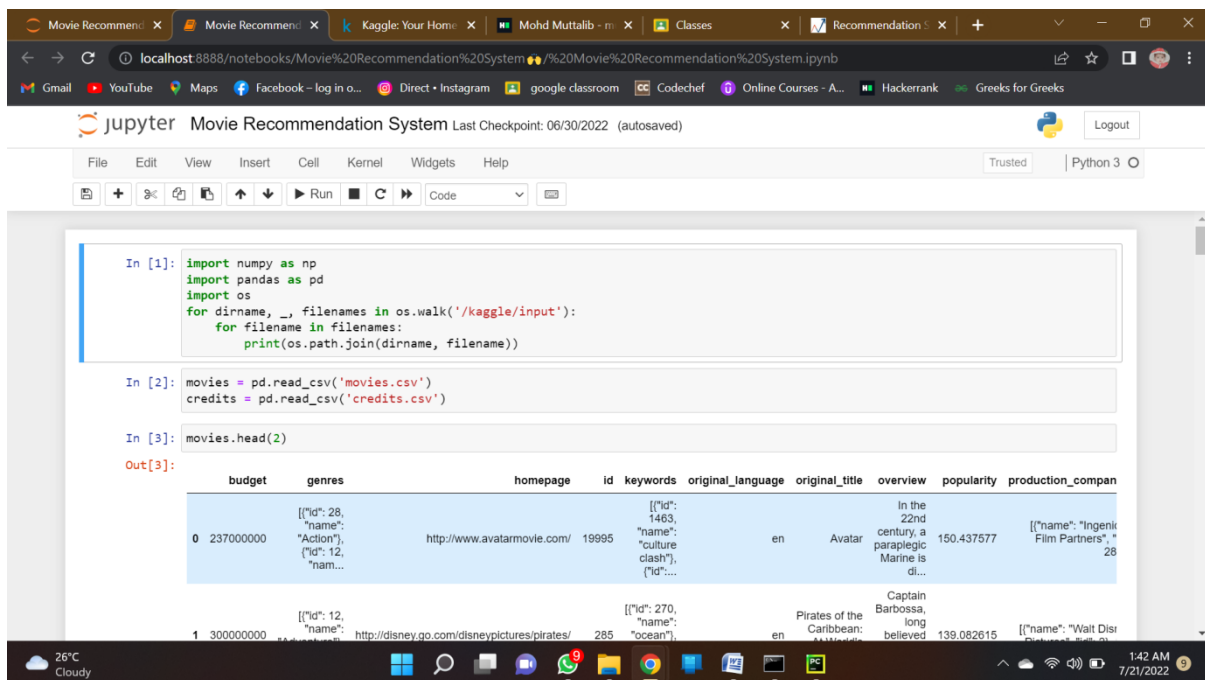 Movie Recommend
Movie Recommend
Kaggle: Your Home
Mohd Muttalib - m
Classes
Recommendation S
localhost:8888/notebooks/Movie%20Recommendation%20System🙌/%20Movie%20Recommendation%20System.ipynb
Gmail YouTube Maps Facebook – log in o... Direct • Instagram google classroom Codechef Online Courses - A... Hackerrank Greeks for Greeks
jupyter Movie Recommendation System Last Checkpoint: 06/30/2022 (autosaved) Logout
File Edit View Insert Cell Kernel Widgets Help Trusted Python 3
Run Code
In [1]: import numpy as np
import pandas as pd
import os
for dirname, _, filenames in os.walk('/kaggle/input'):
    for filename in filenames:
        print(os.path.join(dirname, filename))
In [2]: movies = pd.read_csv('movies.csv')
credits = pd.read_csv('credits.csv')
In [3]: movies.head(2)
Out[3]:
budget genres homepage id keywords original_language original_title overview popularity production_compan
0 237000000
[{"id": 28,
"name":
"Action"},
{"id": 12,
"nam...
http://www.avatarmovie.com/ 19995
[{"id":
1463,
"name":
"culture
clash"},
{"id":...
en Avatar
In the
22nd
century, a
paraplegic
Marine is
di...
150.437577
[{"name": "Ingenio
Film Partners", "
28
1 300000000
[{"id": 12,
"name":
http://disney.go.com/disneypictures/pirates/ 285
[{"id": 270,
"name":
"ocean"},
en
Pirates of the
Caribbean:
At World's
Captain
Barbossa,
long
believed
139.082615
[{"name": "Walt Disn
26°C
Cloudy
9
1:42 AM
7/21/2022
9